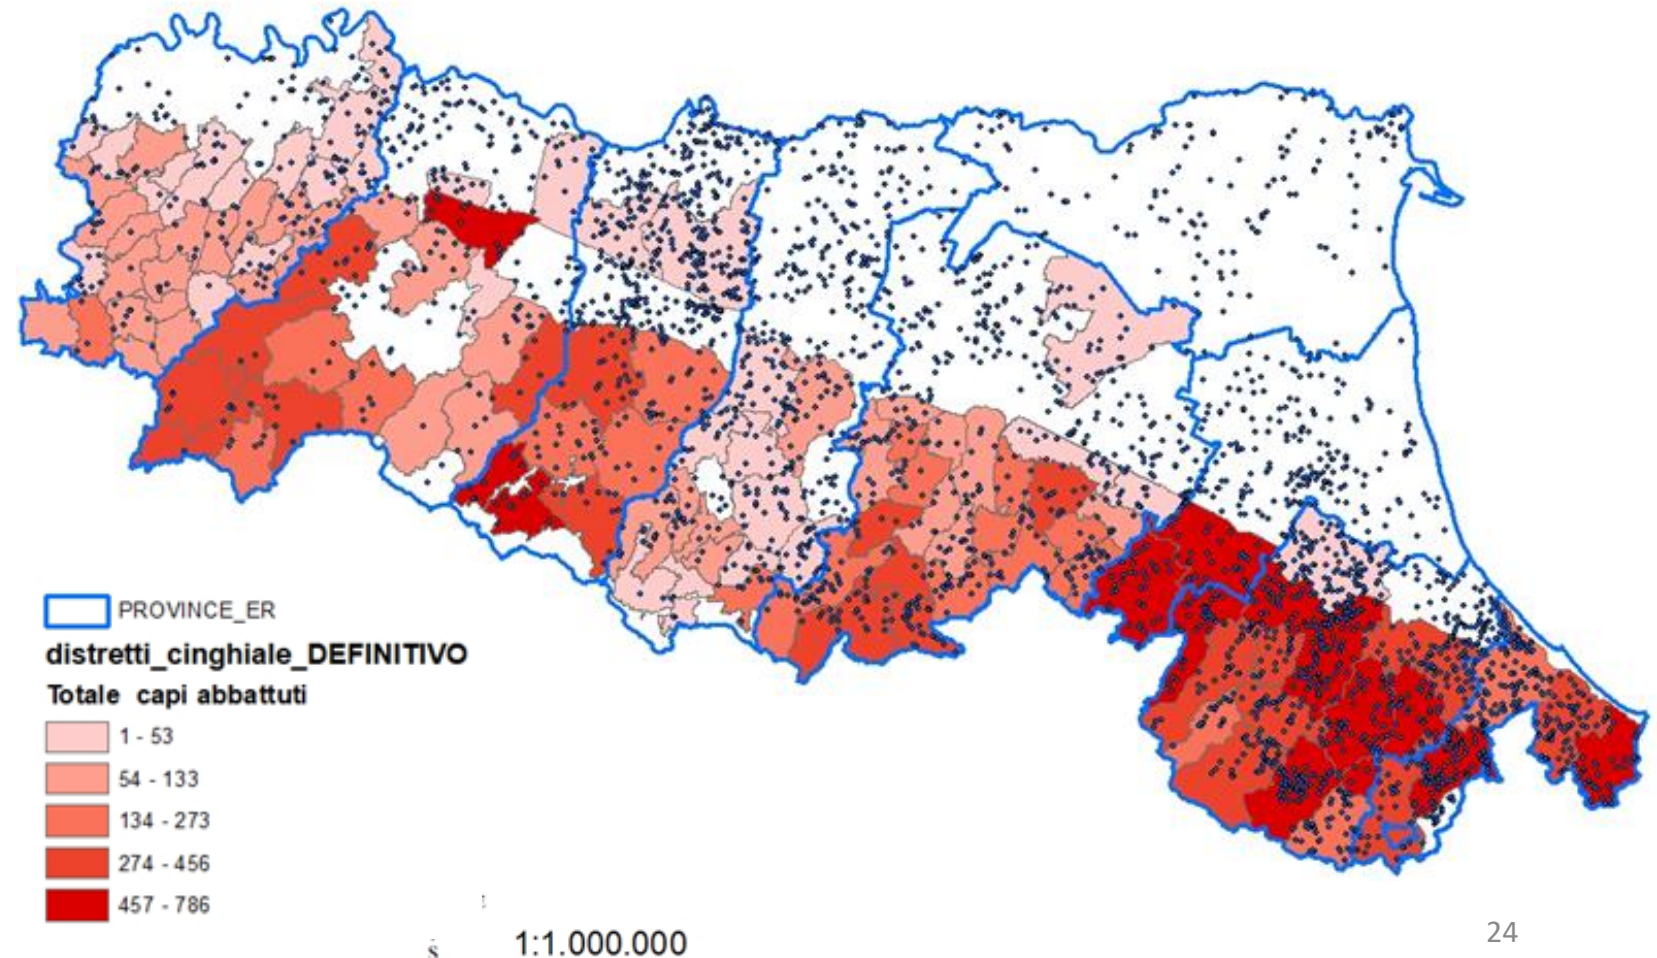 PROVINCE_ER
distretti_cinghiale_DEFINITIVO
Totale capi abbattuti
1 - 53
54 - 133
134 - 273
274 - 456
457 - 786
s
1:1.000.000
24